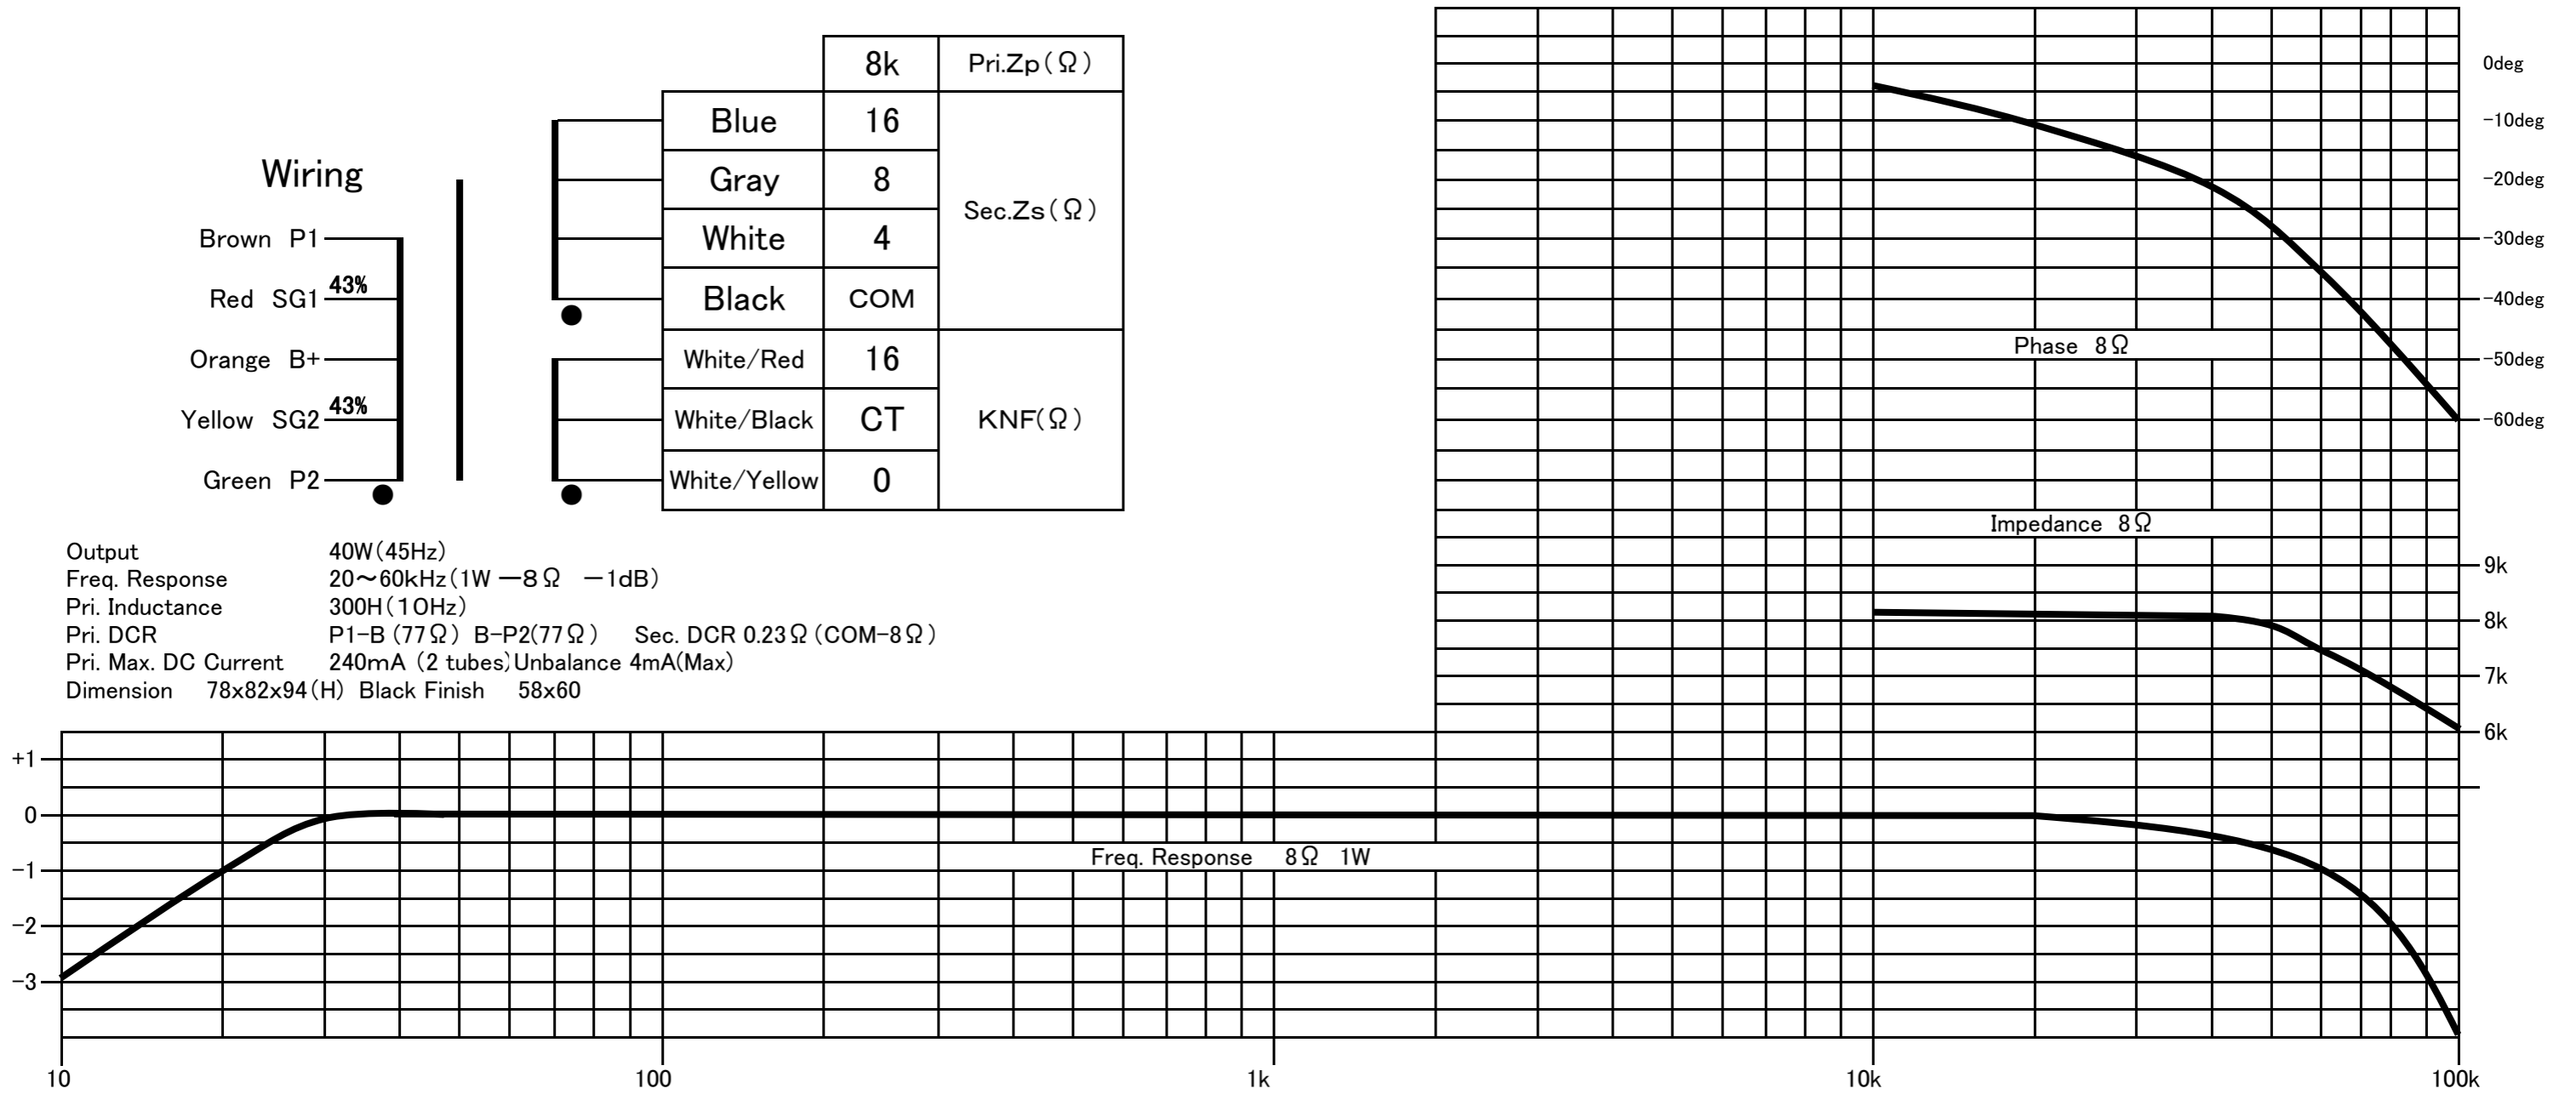 8k Pri.Zp(Ω)
Blue 16
Gray 8
White 4
Black COM
Sec.Zs(Ω)
White/Red 16
White/Black CT
White/Yellow 0
KNF(Ω)
Wiring
Brown P1
Red SG1 43%
Orange B+
Yellow SG2 43%
Green P2
Output 40W(45Hz)
Freq. Response 20～60kHz(1W －8Ω －1dB)
Pri. Inductance 300H(10Hz)
Pri. DCR P1-B (77Ω) B-P2(77Ω) Sec. DCR 0.23Ω(COM-8Ω)
Pri. Max. DC Current 240mA (2 tubes) Unbalance 4mA(Max)
Dimension 78x82x94(H) Black Finish 58x60
0deg
-10deg
-20deg
-30deg
-40deg
Phase 8Ω
-50deg
-60deg
Impedance 8Ω
9k
8k
7k
6k
+1
0
Freq. Response 8Ω 1W
-1
-2
-3
10 100 1k 10k 100k